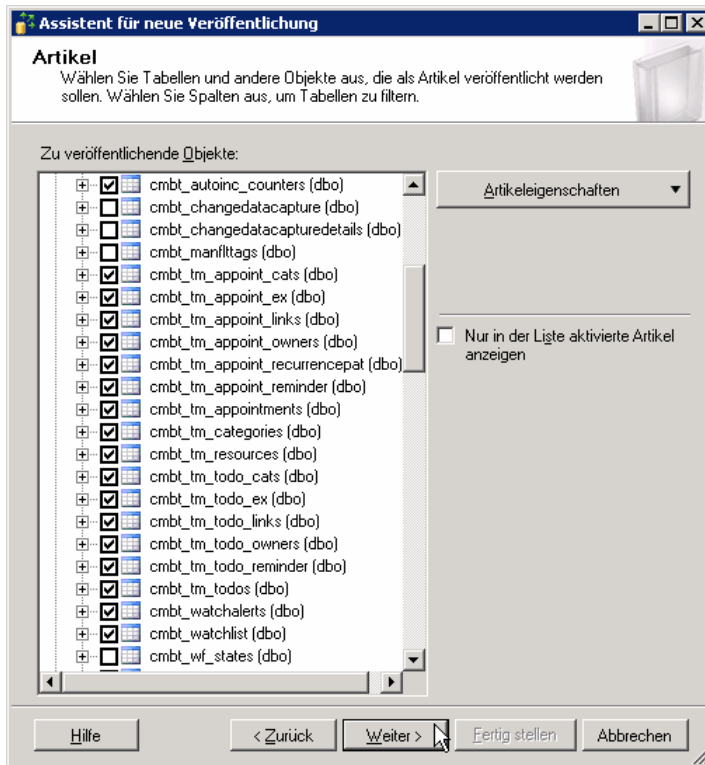 Assistent für neue Veröffentlichung
Artikel
Wählen Sie Tabellen und andere Objekte aus, die als Artikel veröffentlicht werden
sollen. Wählen Sie Spalten aus, um Tabellen zu filtern.
Zu veröffentlichende Objekte:
cmbt_autoinc_counters (dbo)
cmbt_changedatacapture (dbo)
cmbt_changedatacapturedetails (dbo)
cmbt_manflttags (dbo)
cmbt_tm_appoint_cats (dbo)
cmbt_tm_appoint_ex (dbo)
cmbt_tm_appoint_links (dbo)
cmbt_tm_appoint_owners (dbo)
cmbt_tm_appoint_recurrencepat (dbo)
cmbt_tm_appoint_reminder (dbo)
cmbt_tm_appointments (dbo)
cmbt_tm_categories (dbo)
cmbt_tm_resources (dbo)
cmbt_tm_todo_cats (dbo)
cmbt_tm_todo_ex (dbo)
cmbt_tm_todo_links (dbo)
cmbt_tm_todo_owners (dbo)
cmbt_tm_todo_reminder (dbo)
cmbt_tm_todos (dbo)
cmbt_watchalerts (dbo)
cmbt_watchlist (dbo)
cmbt_wf_states (dbo)
Artikeleigenschaften
Nur in der Liste aktivierte Artikel
anzeigen
Hilfe
< Zurück
Weiter >
Fertig stellen
Abbrechen